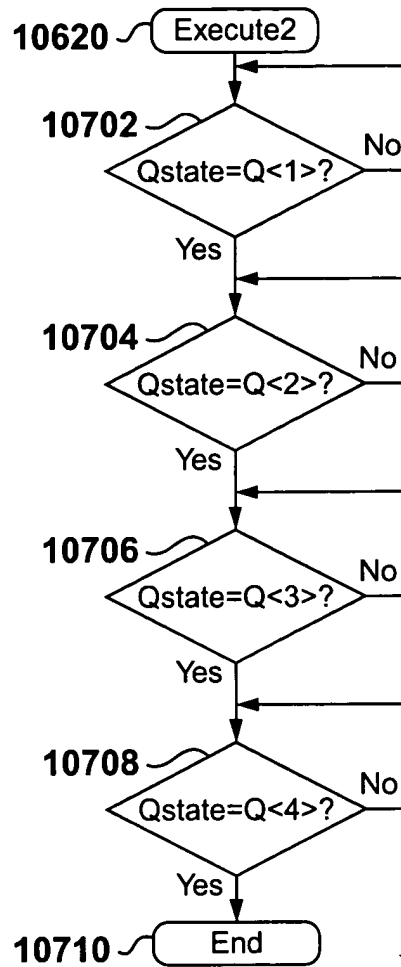 10620 Execute2
10702
Qstate=Q<1>? No
Yes
10704
Qstate=Q<2>? No
Yes
10706
Qstate=Q<3>? No
Yes
10708
Qstate=Q<4>? No
Yes
10710 End